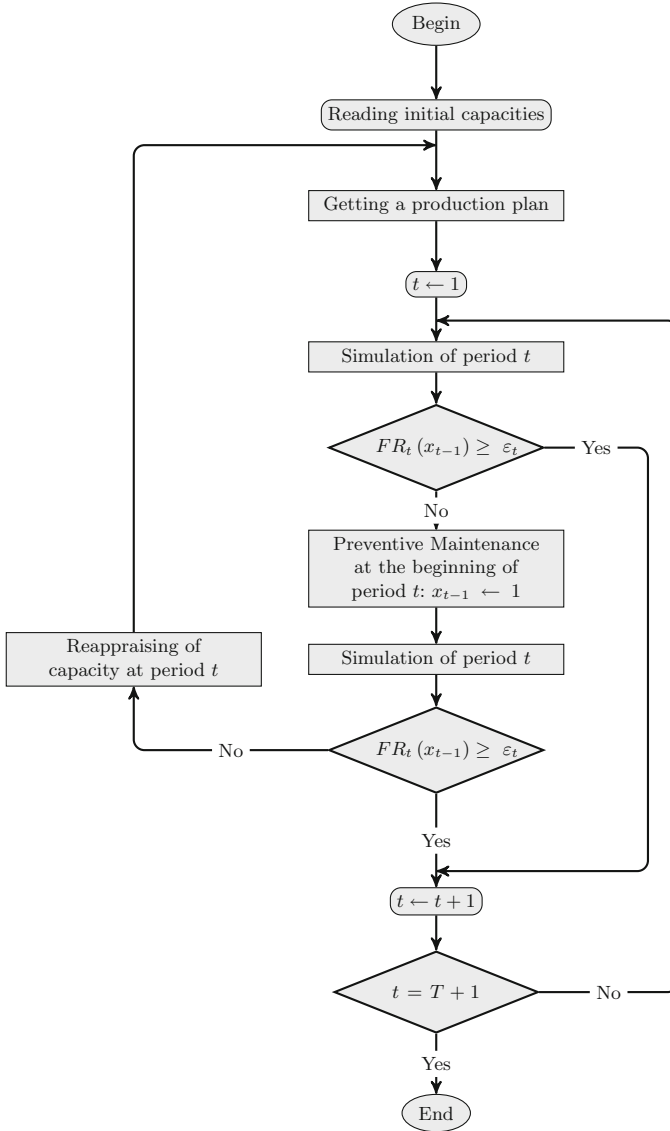 Begin
Reading initial capacities
Getting a production plan
t ← 1
Simulation of period t
FR_t (x_{t−1}) ≥ ε_t
Yes
No
Preventive Maintenance
at the beginning of
period t: x_{t−1} ← 1
Reappraising of
capacity at period t
Simulation of period t
FR_t (x_{t−1}) ≥ ε_t
No
Yes
t ← t + 1
t = T + 1
No
Yes
End